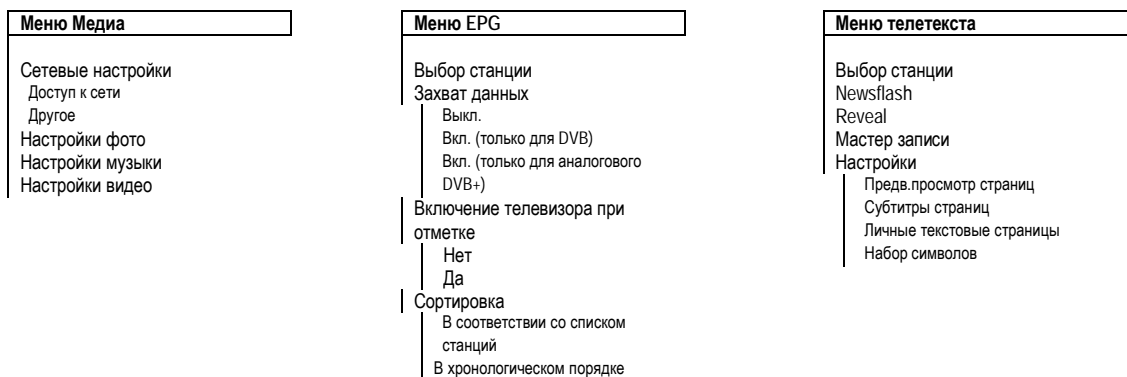 Меню Медиа
Сетевые настройки
Доступ к сети
Другое
Настройки фото
Настройки музыки
Настройки видео
Меню EPG
Выбор станции
Захват данных
Выкл.
Вкл. (только для DVB)
Вкл. (только для аналогового
DVB+)
Включение телевизора при
отметке
Нет
Да
Сортировка
В соответствии со списком
станций
В хронологическом порядке
Меню телетекста
Выбор станции
Newsflash
Reveal
Мастер записи
Настройки
Предв.просмотр страниц
Субтитры страниц
Личные текстовые страницы
Набор символов